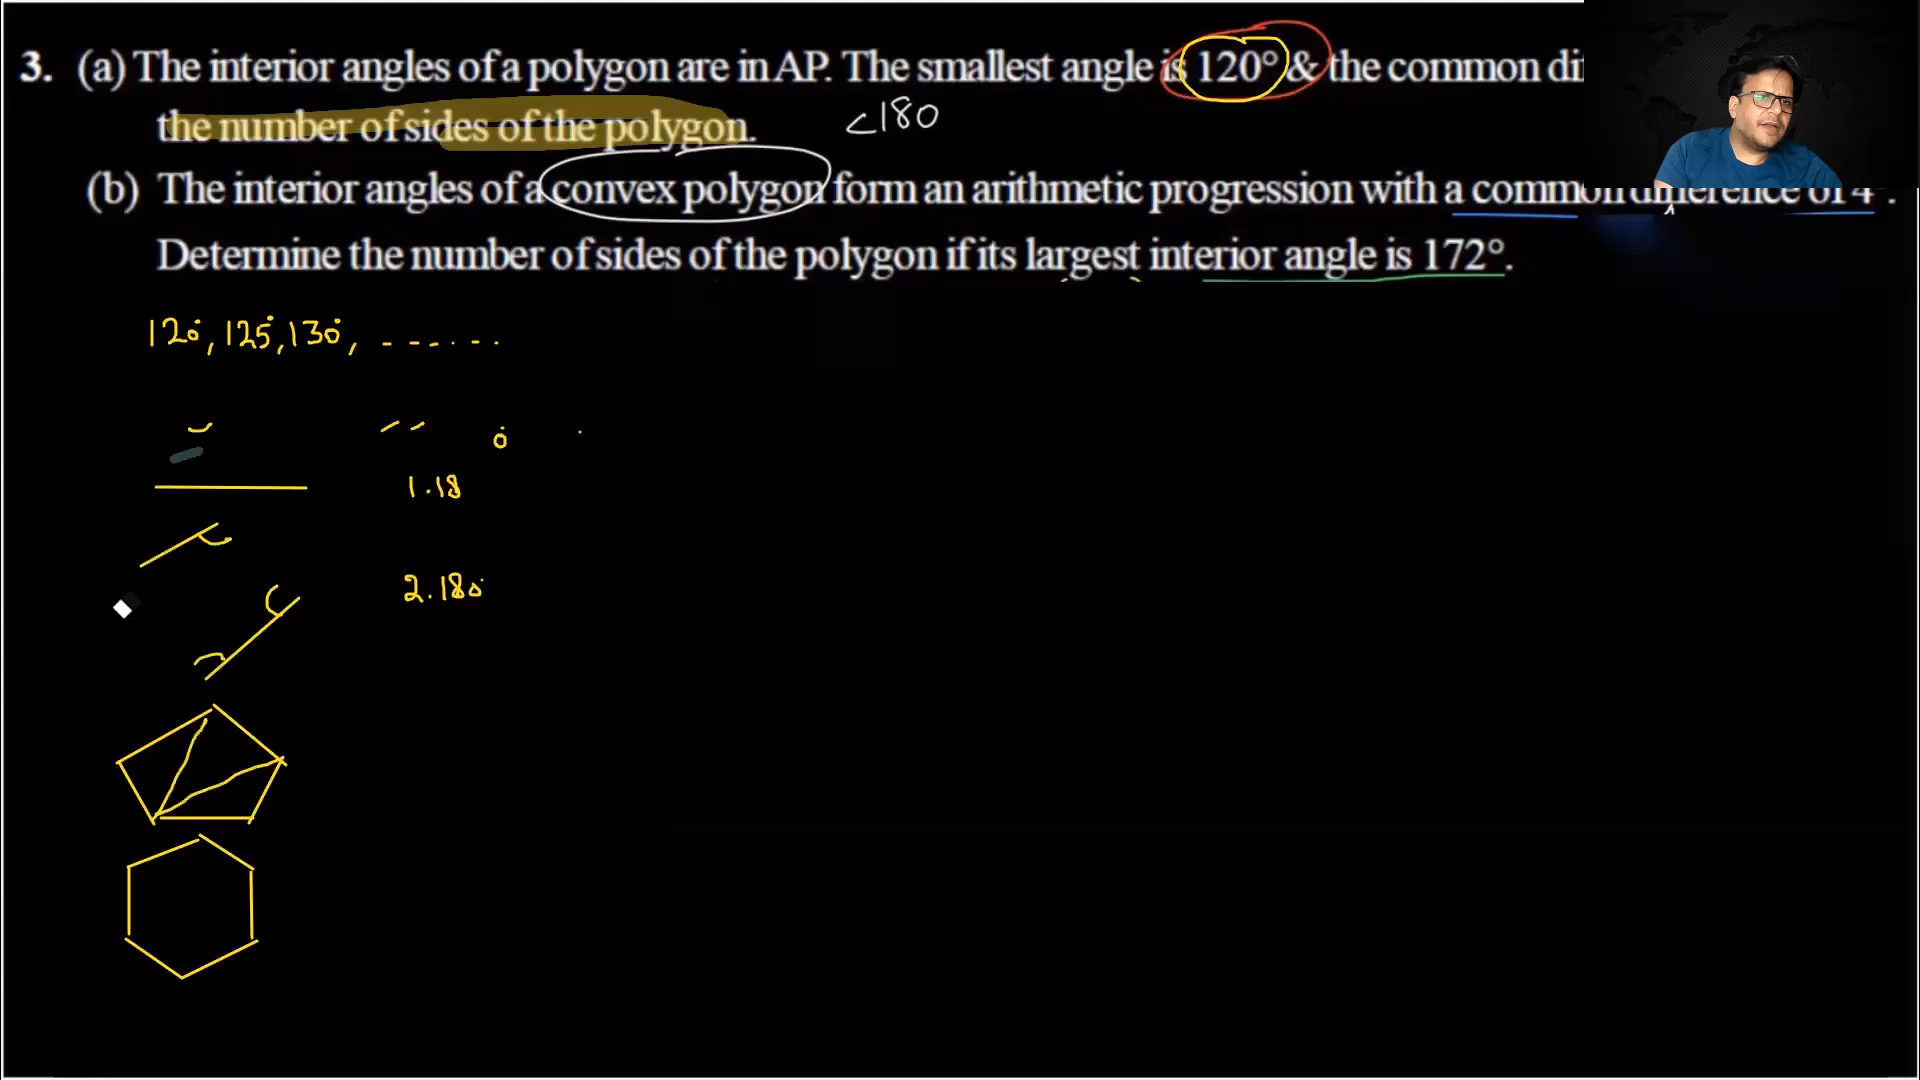 3. (a) The interior angles of a polygon are in AP. The smallest angle is 120° & the common di
the number of sides of the polygon.
<180
(b) The interior angles of a convex polygon form an arithmetic progression with a common difference of 4°.
Determine the number of sides of the polygon if its largest interior angle is 172°.
120°, 125°, 130°, - - - - - -
1.18
2.180°